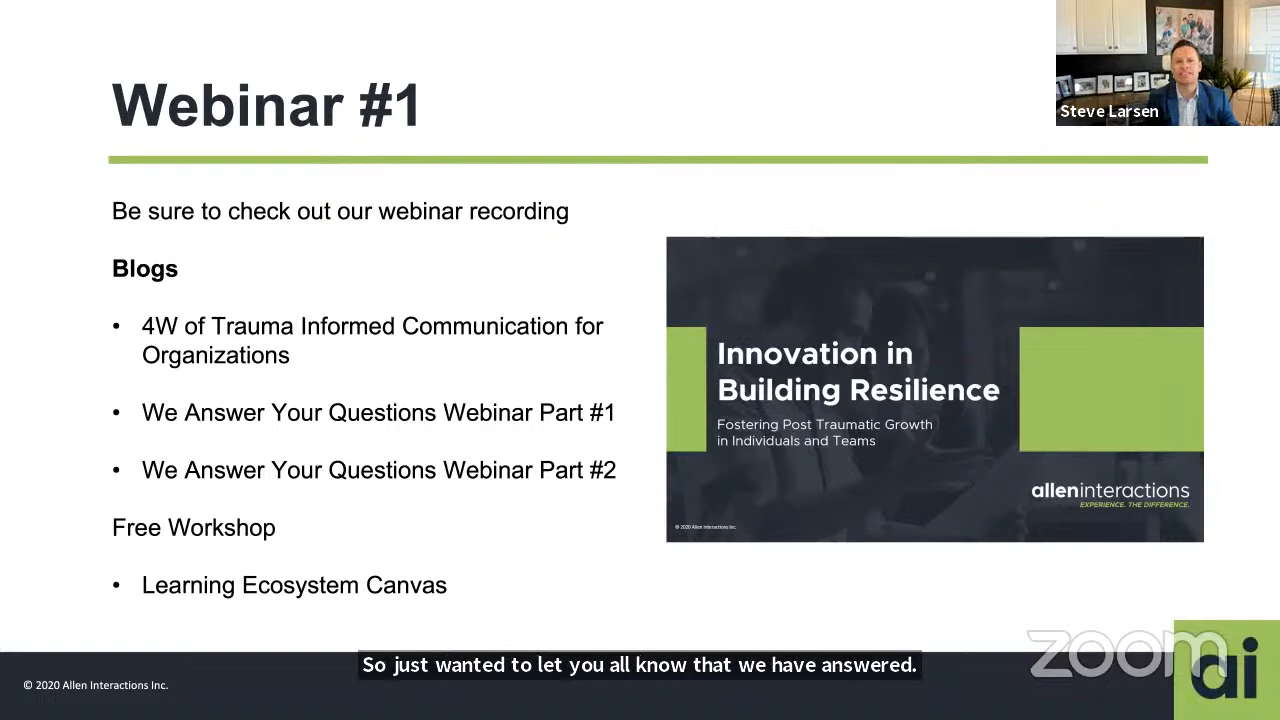 Webinar #1
Steve Larsen
Be sure to check out our webinar recording
Blogs
• 4W of Trauma Informed Communication for
Organizations
• We Answer Your Questions Webinar Part #1
• We Answer Your Questions Webinar Part #2
Free Workshop
• Learning Ecosystem Canvas
Innovation in
Building Resilience
Fostering Post Traumatic Growth
in Individuals and Teams
alleninteractions
EXPERIENCE. THE DIFFERENCE.
© 2020 Allen Interactions Inc.
zoom
ai
So just wanted to let you all know that we have answered.
© 2020 Allen Interactions Inc.